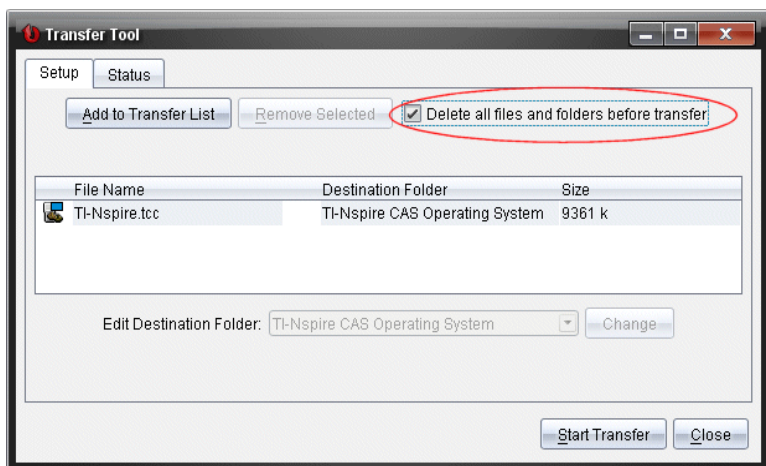 Transfer Tool
Setup Status
Add to Transfer List Remove Selected Delete all files and folders before transfer
File Name Destination Folder Size
TI-Nspire.tcc TI-Nspire CAS Operating System 9361 k
Edit Destination Folder: TI-Nspire CAS Operating System Change
Start Transfer Close